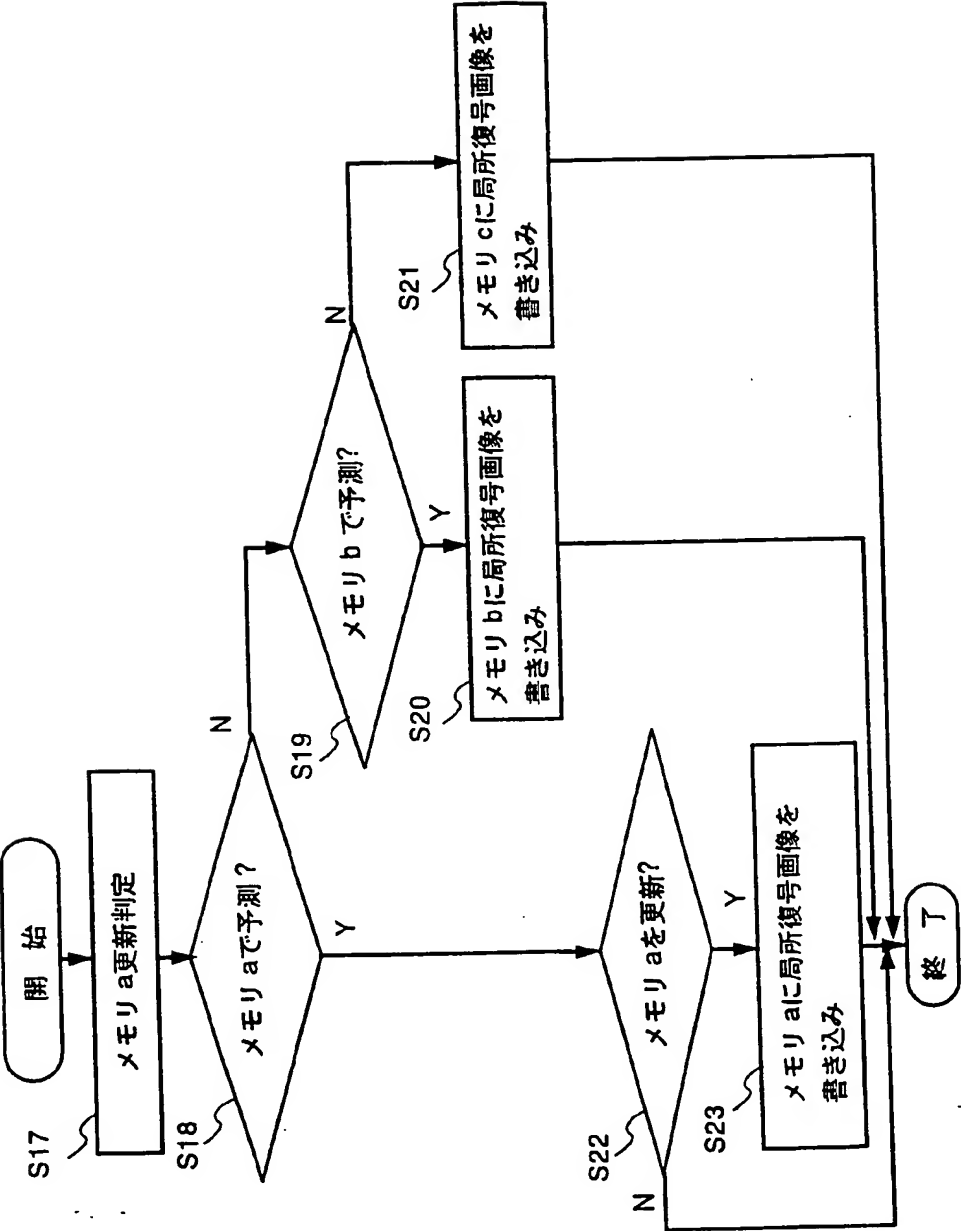 開 始
S17
メモリa更新判定
S18
メモリaで予測？
N
Y
S19
メモリbで予測？
N
Y
S20
メモリbに局所復号画像を
書き込み
S21
メモリcに局所復号画像を
書き込み
S22
メモリaを更新？
N
Y
S23
メモリaに局所復号画像を
書き込み
終 了